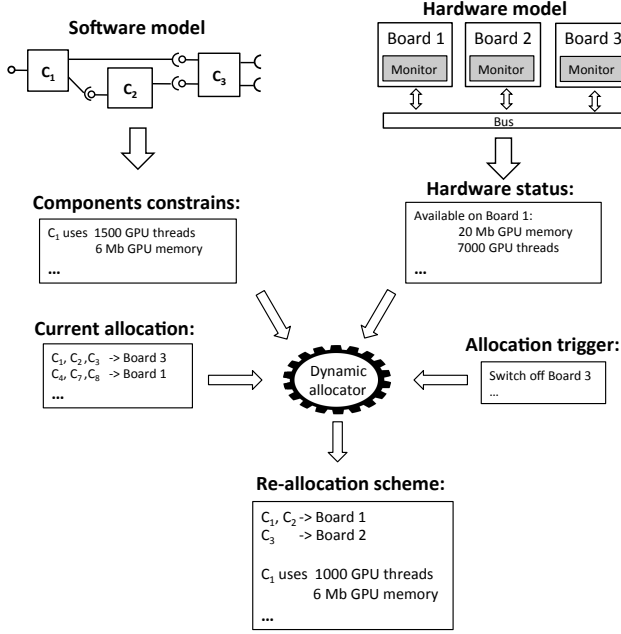 Software model
C₁
C₂
C₃
Hardware model
Board 1
Board 2
Board 3
Monitor
Monitor
Monitor
Bus
Components constrains:
C₁ uses 1500 GPU threads
6 Mb GPU memory
...
Hardware status:
Available on Board 1:
20 Mb GPU memory
7000 GPU threads
...
Current allocation:
C₁, C₂ ,C₃ -> Board 3
C₄, C₇ ,C₈ -> Board 1
...
Dynamic
allocator
Allocation trigger:
Switch off Board 3
...
Re-allocation scheme:
C₁, C₂ -> Board 1
C₃ -> Board 2
C₁ uses 1000 GPU threads
6 Mb GPU memory
...